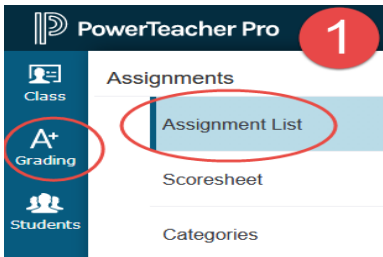 PowerTeacher Pro
1
Class
A+
Grading
Students
Assignments
Assignment List
Scoresheet
Categories